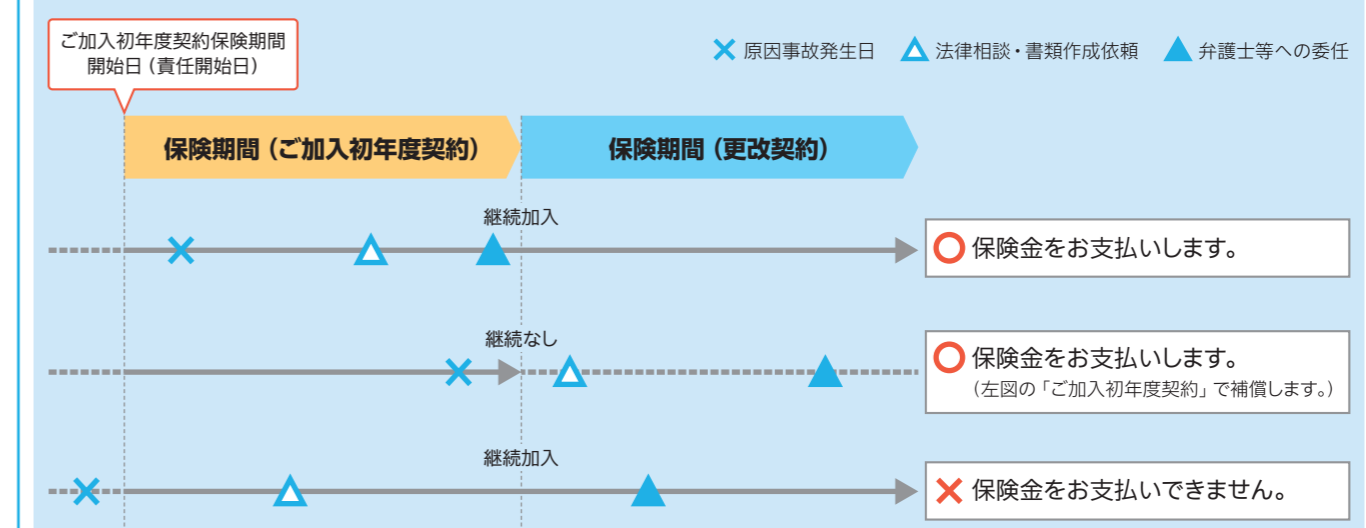 ご加入初年度契約保険期間
開始日（責任開始日）
原因事故発生日 法律相談・書類作成依頼 弁護士等への委任
保険期間（ご加入初年度契約） 保険期間（更改契約）
継続加入
保険金をお支払いします。
継続なし
保険金をお支払いします。
（左図の「ご加入初年度契約」で補償します。）
継続加入
保険金をお支払いできません。